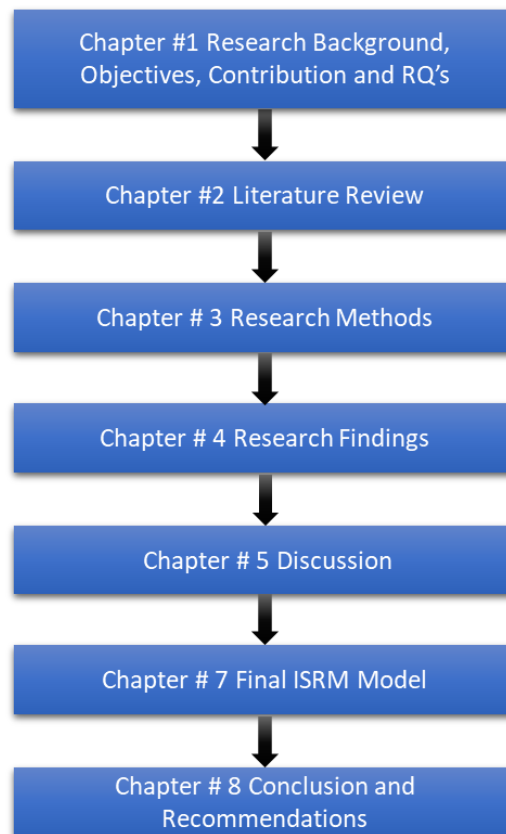 Chapter #1 Research Background,
Objectives, Contribution and RQ’s
Chapter #2 Literature Review
Chapter # 3 Research Methods
Chapter # 4 Research Findings
Chapter # 5 Discussion
Chapter # 7 Final ISRM Model
Chapter # 8 Conclusion and
Recommendations